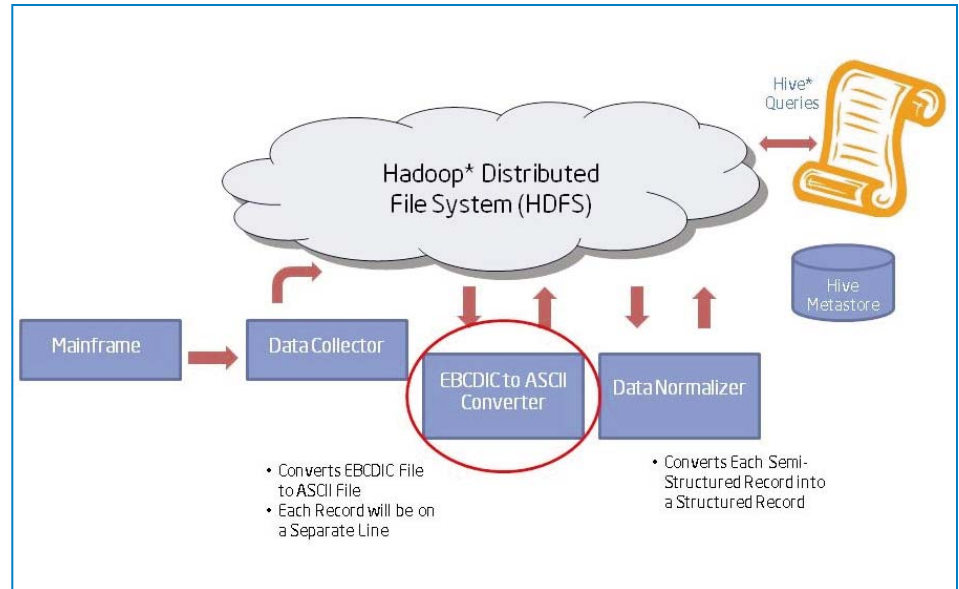 Hive*
Queries
Hadoop* Distributed
File System (HDFS)
Hive
Metastore
Mainframe
Data Collector
EBCDIC to ASCII
Converter
Data Normalizer
• Converts EBCDIC File
to ASCII File
• Each Record will be on
a Separate Line
• Converts Each Semi-
Structured Record into
a Structured Record